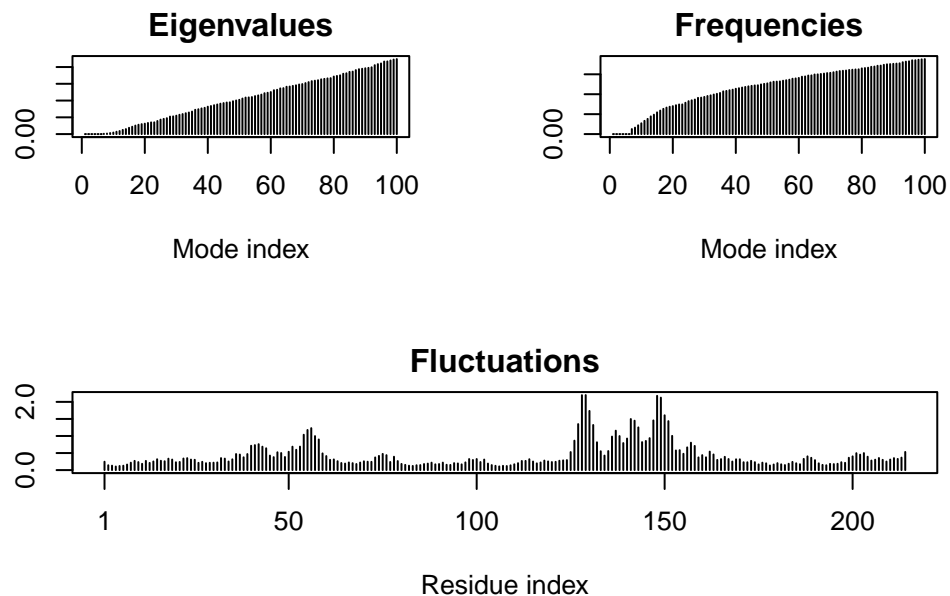 Eigenvalues
0.00
0 20 40 60 80 100
Mode index
Frequencies
0.00
0 20 40 60 80 100
Mode index
Fluctuations
2.0
0.0
1 50 100 150 200
Residue index